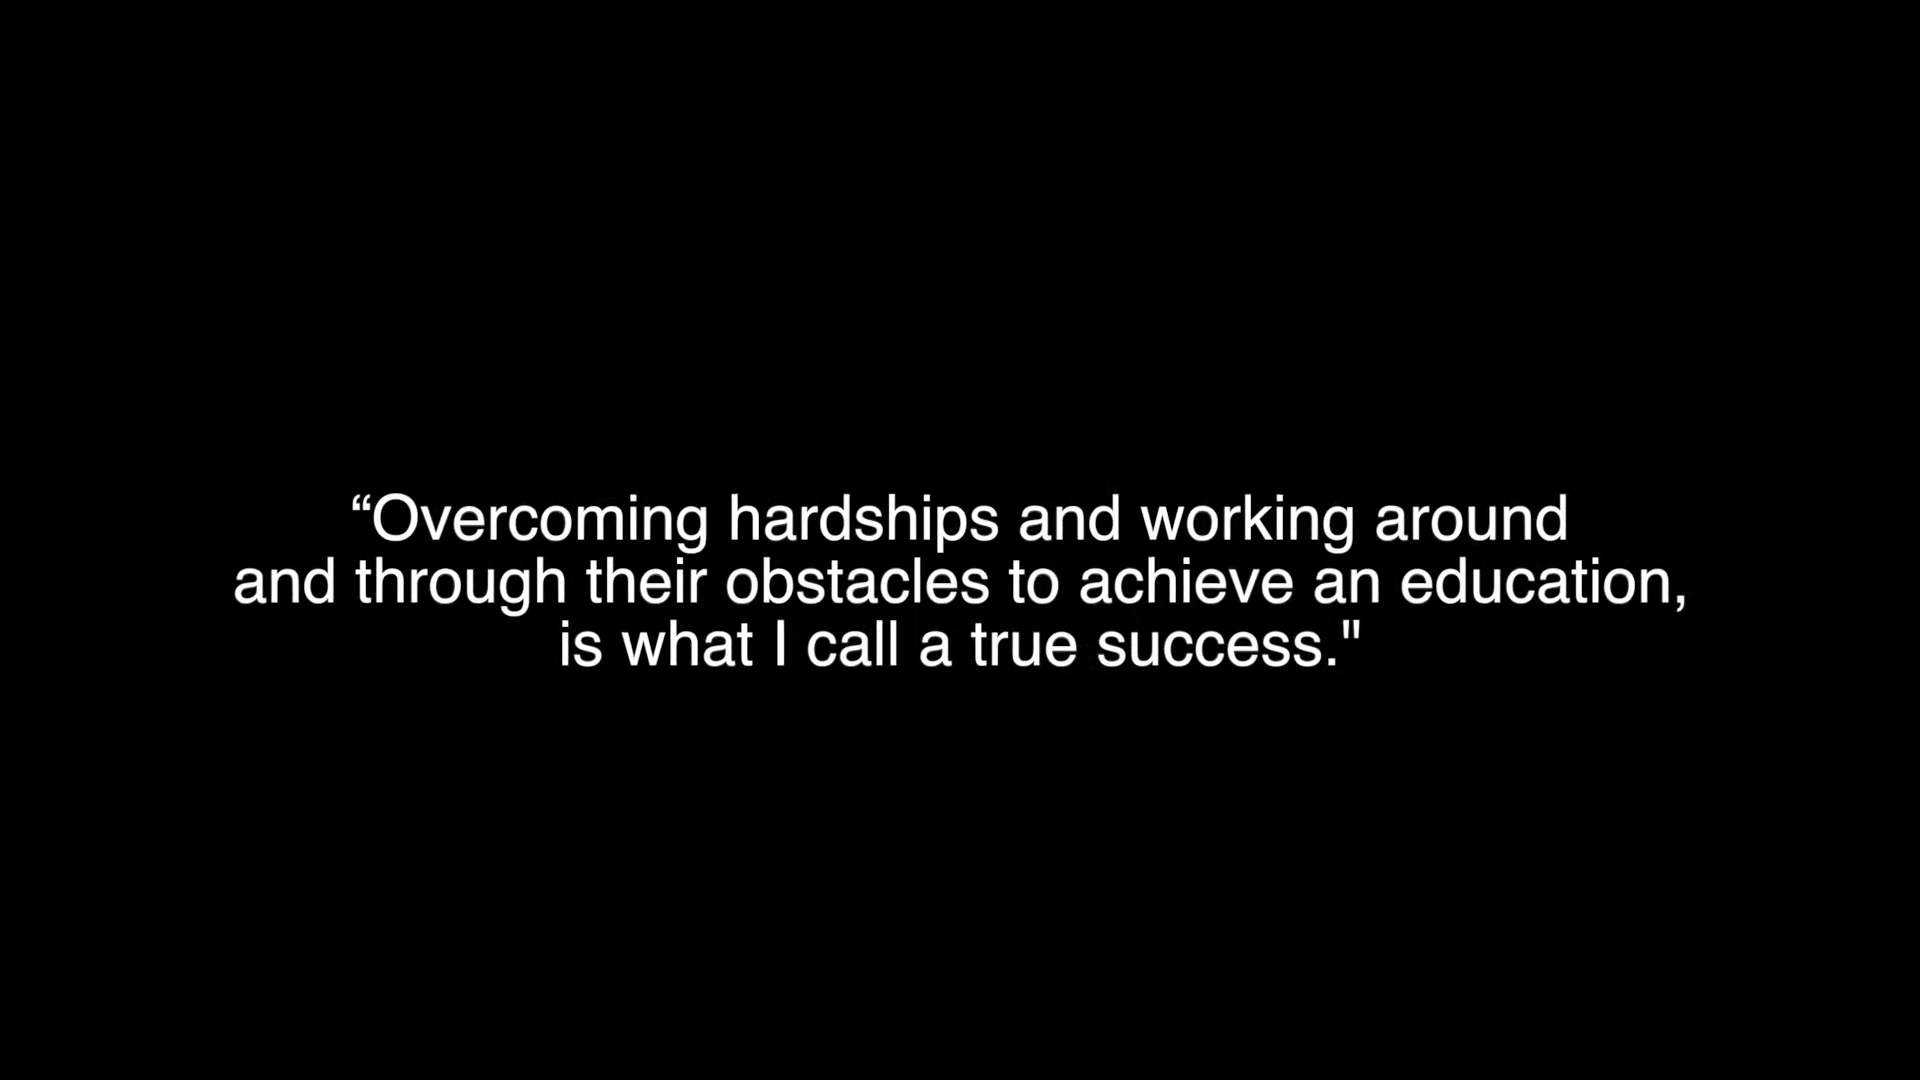 “Overcoming hardships and working around
and through their obstacles to achieve an education,
is what I call a true success."